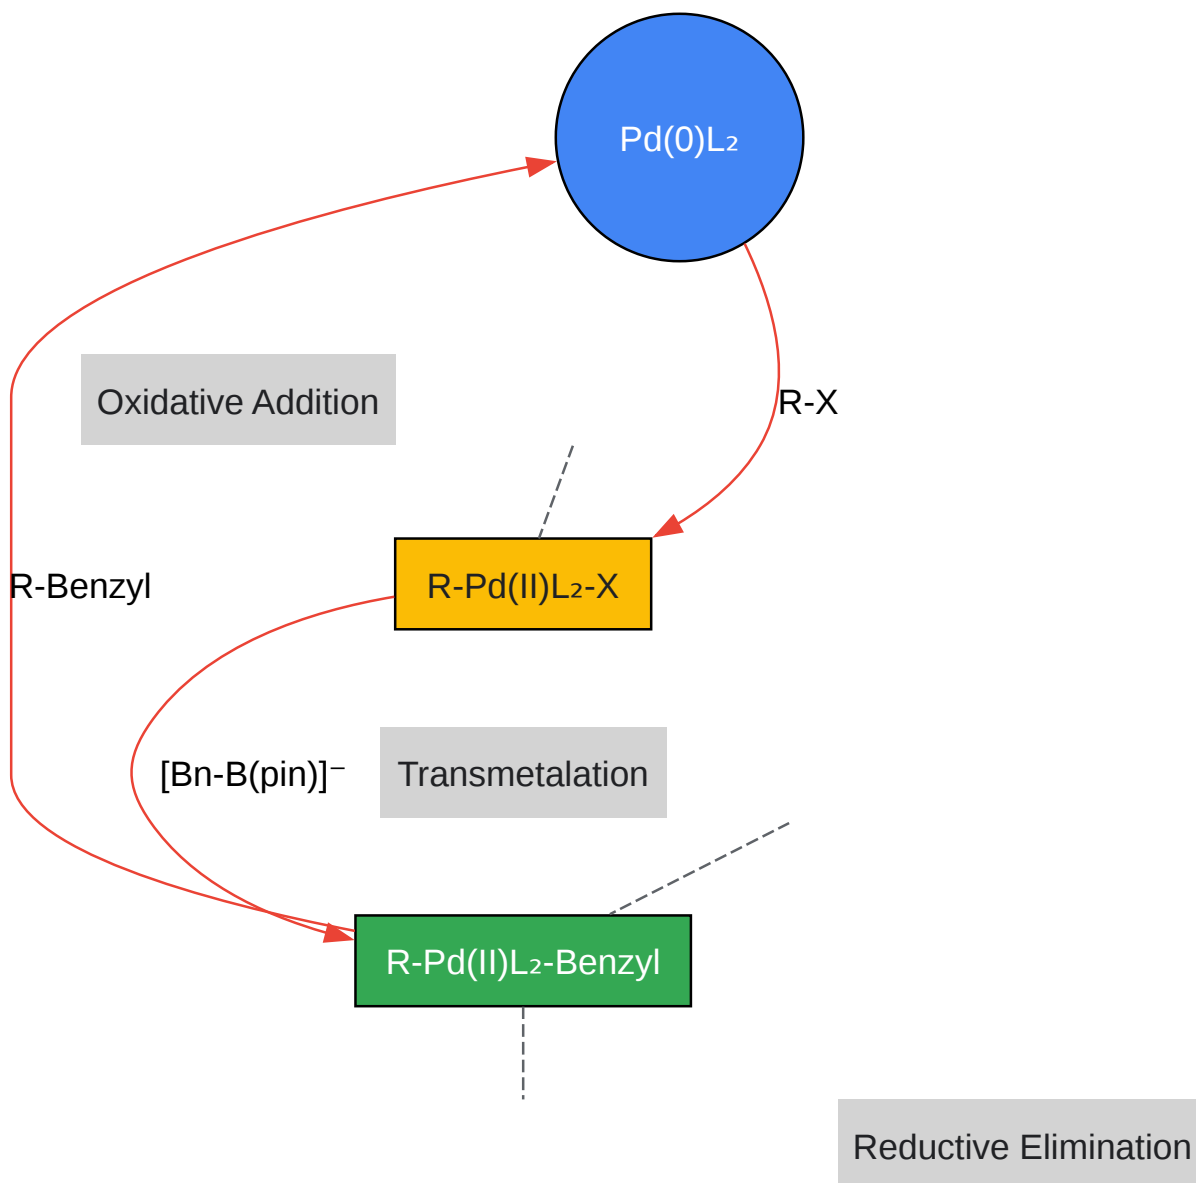 Pd(0)L₂
Oxidative Addition
R-X
R-Benzyl
R-Pd(II)L₂-X
[Bn-B(pin)]⁻
Transmetalation
R-Pd(II)L₂-Benzyl
Reductive Elimination